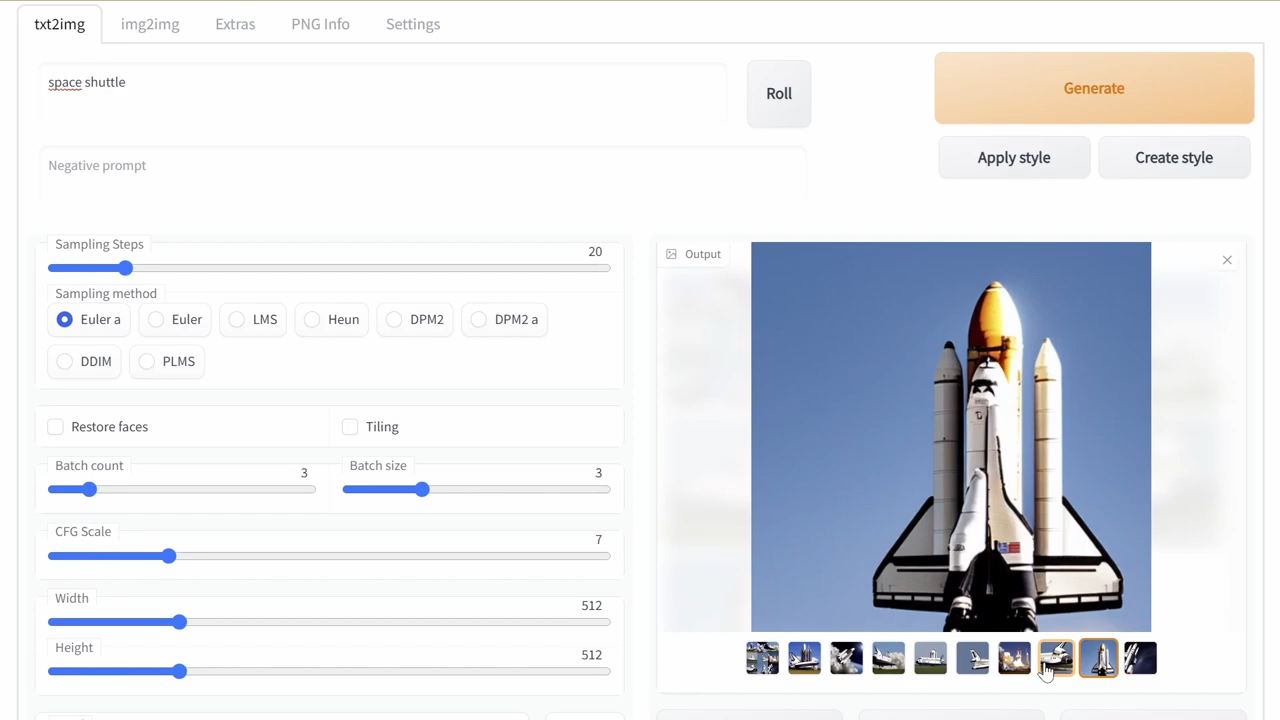 txt2img img2img Extras PNG Info Settings
space shuttle
Roll
Generate
Negative prompt
Apply style Create style
Sampling Steps
20
Sampling method
Euler a Euler LMS Heun DPM2 DPM2 a
DDIM PLMS
Restore faces Tiling
Batch count 3 Batch size 3
CFG Scale
7
Width
512
Height
512
Output